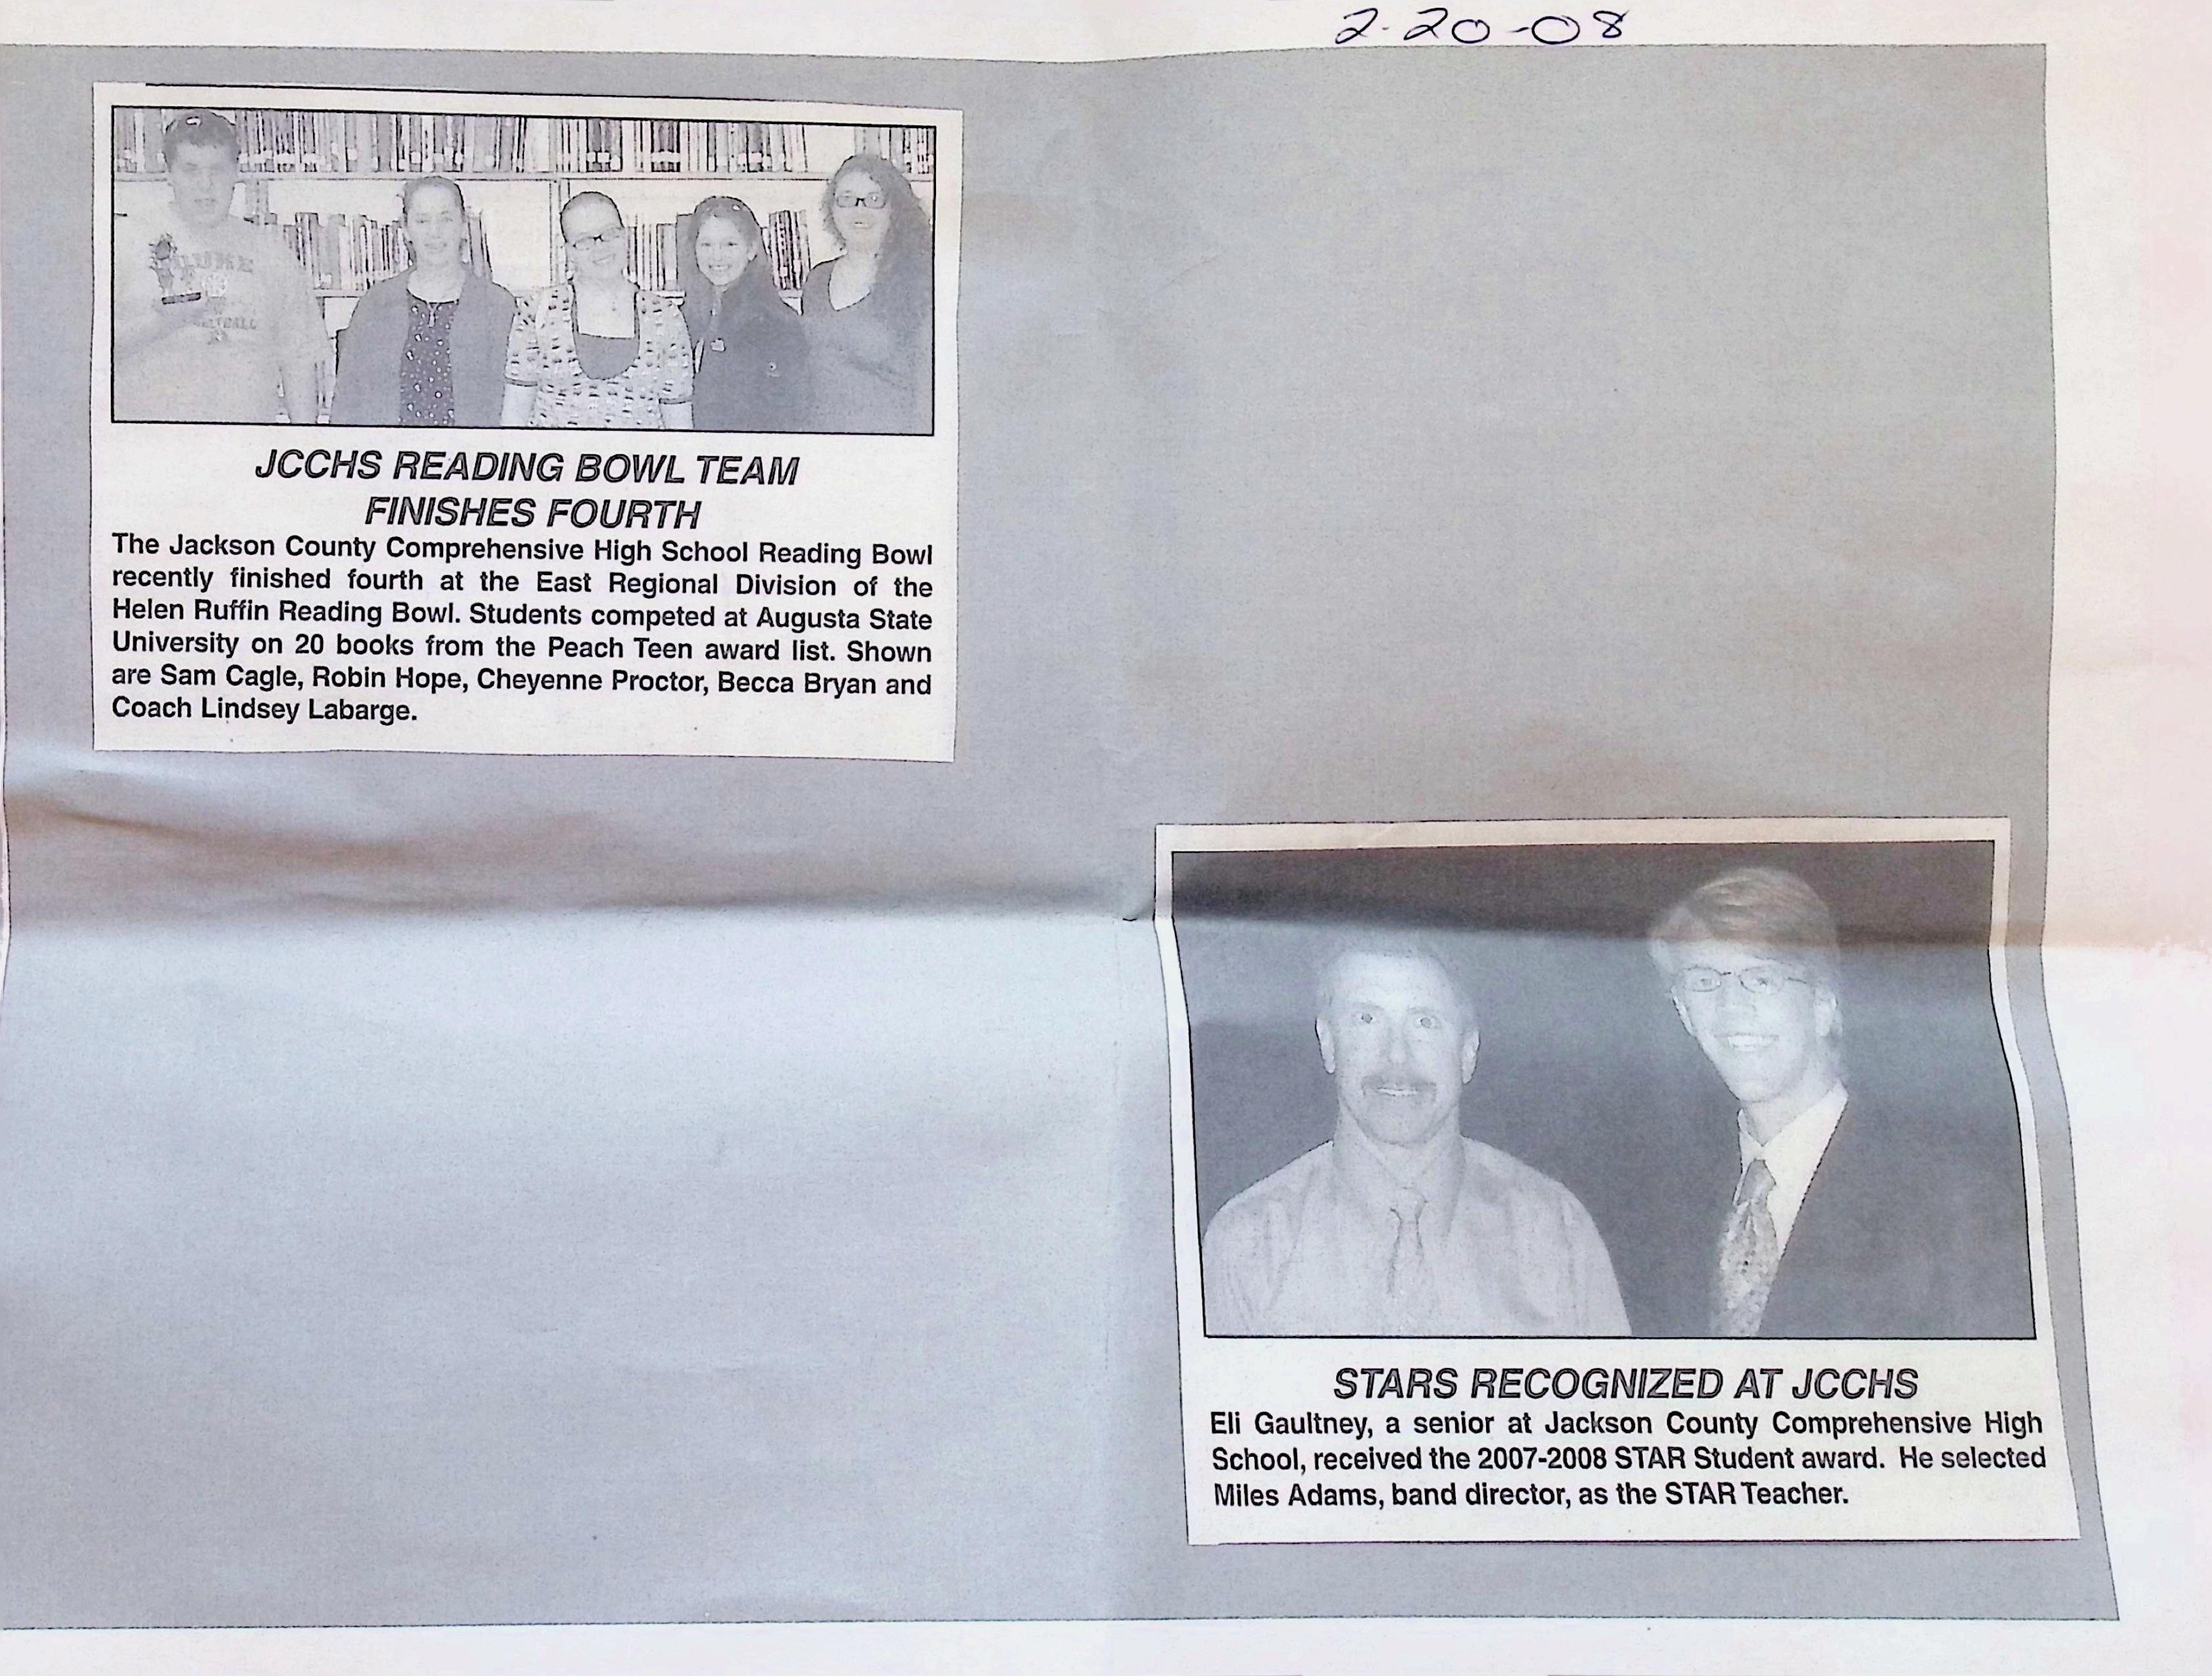 2-20-08
JCCHS READING BOWL TEAM
FINISHES FOURTH
The Jackson County Comprehensive High School Reading Bowl
recently finished fourth at the East Regional Division of the
Helen Ruffin Reading Bowl. Students competed at Augusta State
University on 20 books from the Peach Teen award list. Shown
are Sam Cagle, Robin Hope, Cheyenne Proctor, Becca Bryan and
Coach Lindsey Labarge.
STARS RECOGNIZED AT JCCHS
Eli Gaultney, a senior at Jackson County Comprehensive High
School, received the 2007-2008 STAR Student award. He selected
Miles Adams, band director, as the STAR Teacher.